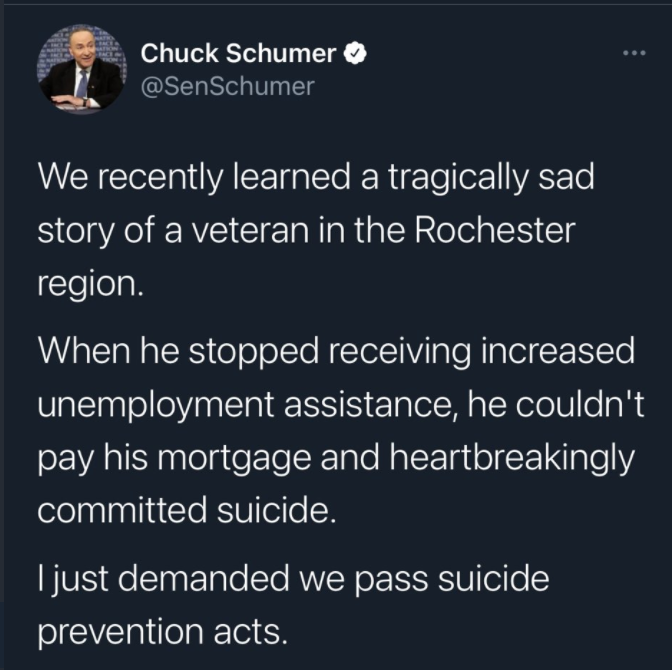 Chuck Schumer
@SenSchumer
We recently learned a tragically sad
story of a veteran in the Rochester
region.
When he stopped receiving increased
unemployment assistance, he couldn't
pay his mortgage and heartbreakingly
committed suicide.
I just demanded we pass suicide
prevention acts.